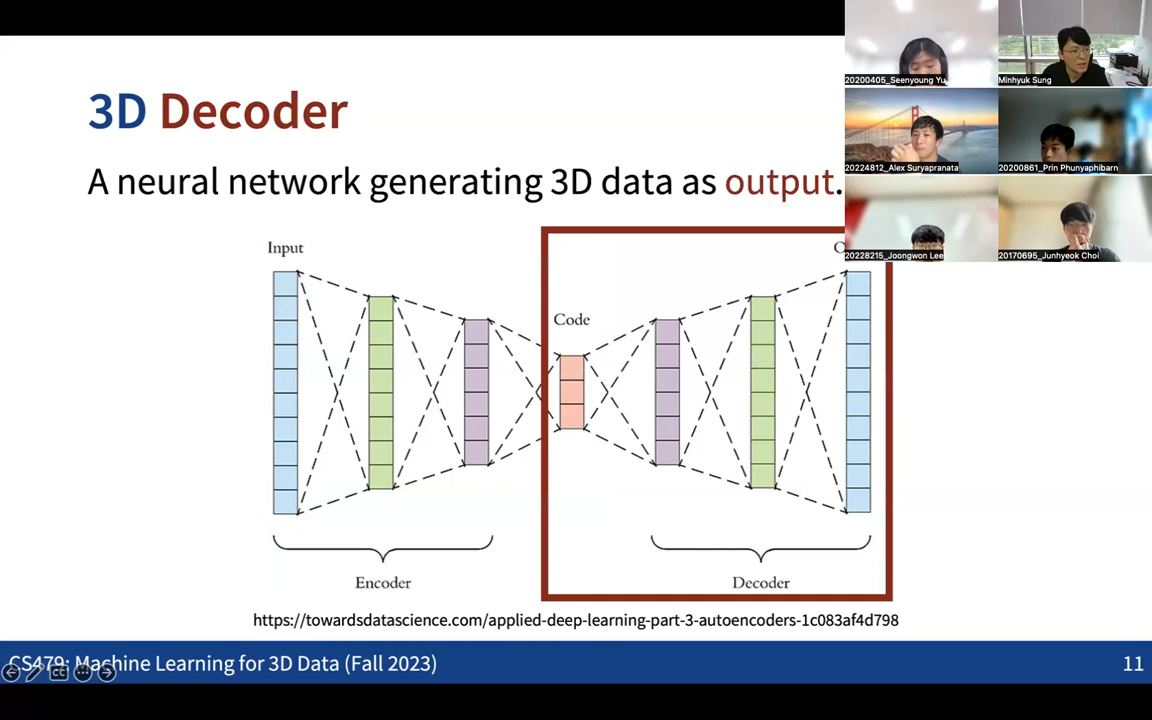 3D Decoder
A neural network generating 3D data as output.
Input
Code
Encoder
Decoder
https://towardsdatascience.com/applied-deep-learning-part-3-autoencoders-1c083af4d798
CS479: Machine Learning for 3D Data (Fall 2023)
11
CC
20200405_Seenyoung Yu
Minhyuk Sung
20224812_Alex Suryapranata
20200861_Prin Phunyaphibarn
20228215_Joongwon Lee
20170695_Junhyeok Choi